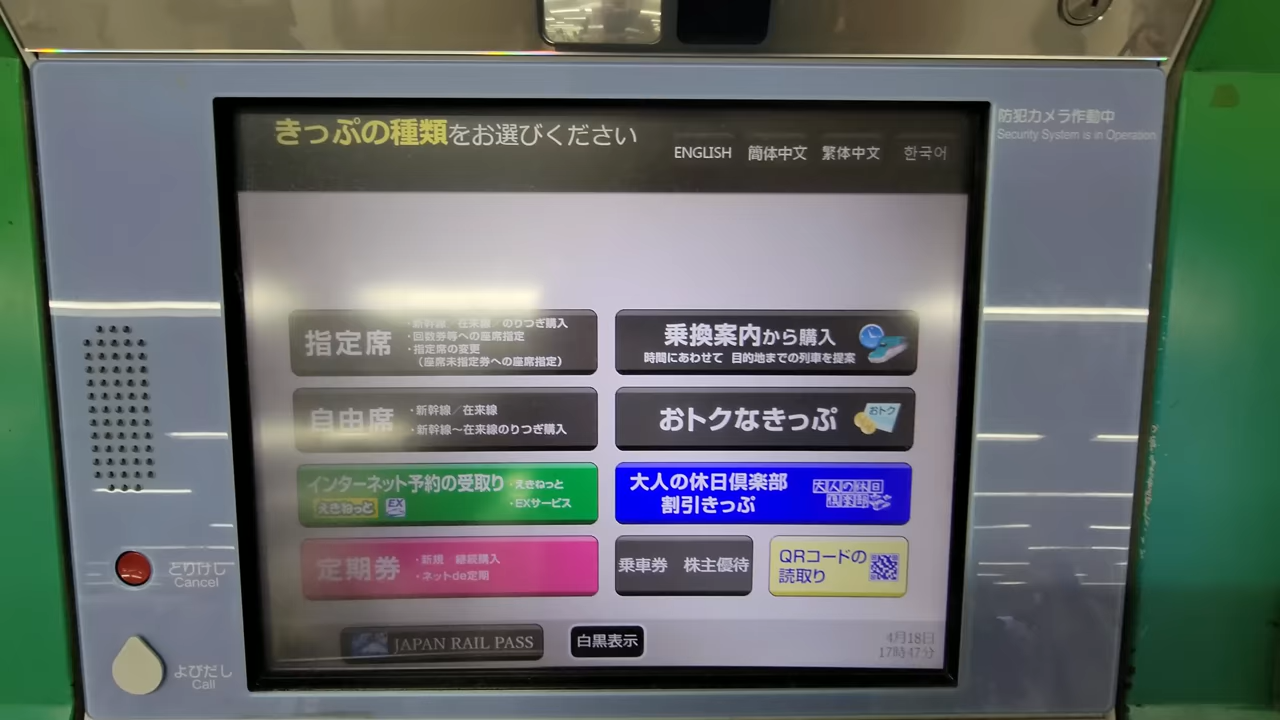 きっぷの種類をお選びください
ENGLISH 簡体中文 繁体中文 한국어
防犯カメラ作動中
Security System is in Operation
指定席
・新幹線／在来線／のりつぎ購入
・回数券等への座席指定
・指定席の変更
（座席未指定券への座席指定）
乗換案内から購入
時間にあわせて 目的地までの列車を提案
自由席
・新幹線／在来線
・新幹線～在来線のりつぎ購入
おトクなきっぷ
おトク
インターネット予約の受取り
・えきねっと
・EXサービス
えきねっと
EX
大人の休日倶楽部
割引きっぷ
大人の休日
倶楽部
定期券
・新規 継続購入
・ネットde定期
乗車券 株主優待
QRコードの
読取り
JAPAN RAIL PASS
白黒表示
4月18日
17時47分
とりけし
Cancel
よびだし
Call